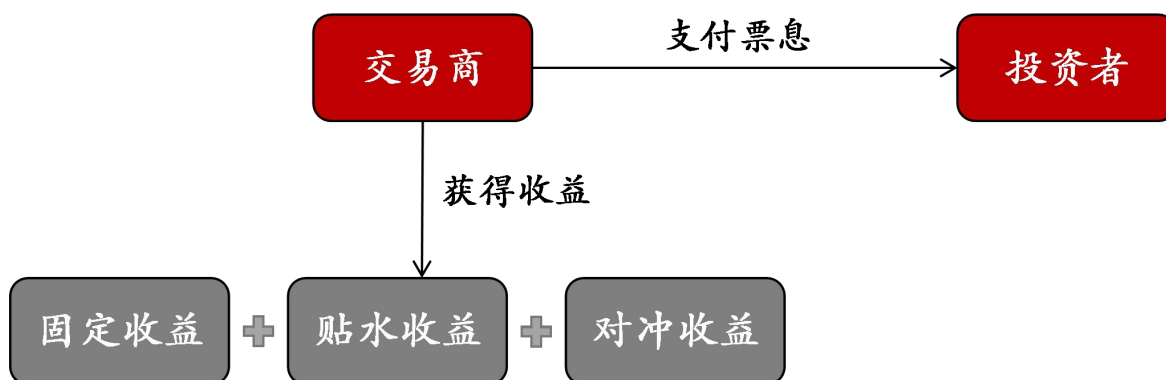 交易商
支付票息
投资者
获得收益
固定收益
贴水收益
对冲收益